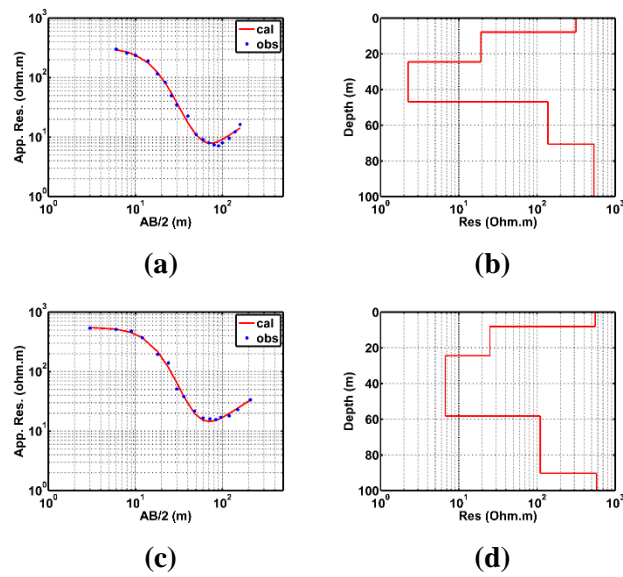 10³
10²
10¹
10⁰
App. Res. (ohm.m)
cal
obs
10⁰ 10¹ 10²
AB/2 (m)
(a)
0
20
40
60
80
100
Depth (m)
10⁰ 10¹ 10² 10³
Res (Ohm.m)
(b)
10³
10²
10¹
10⁰
App. Res. (ohm.m)
cal
obs
10⁰ 10¹ 10²
AB/2 (m)
(c)
0
20
40
60
80
100
Depth (m)
10⁰ 10¹ 10² 10³
Res (Ohm.m)
(d)